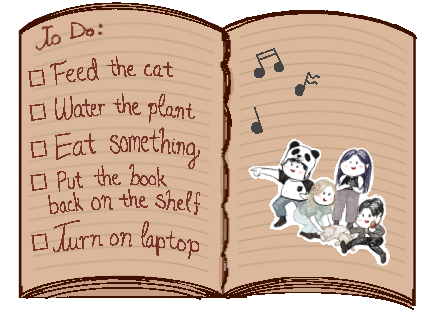 To Do:
Feed the cat
Water the plant
Eat something
Put the book
back on the shelf
Turn on laptop